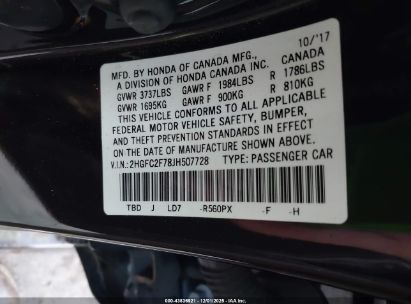 MFD. BY HONDA OF CANADA MFG., 10/'17
A DIVISION OF HONDA CANADA INC. CANADA
GVWR 3737LBS GAWR F 1984LBS R 1786LBS
GVWR 1695KG GAWR F 900KG R 810KG
THIS VEHICLE CONFORMS TO ALL APPLICABLE
FEDERAL MOTOR VEHICLE SAFETY, BUMPER,
AND THEFT PREVENTION STANDARDS IN EFFECT
ON THE DATE OF MANUFACTURE SHOWN ABOVE.
V.I.N.: 2HGFC2F78JH507728 TYPE: PASSENGER CAR
TBD J LD7 -R560PX -F -H